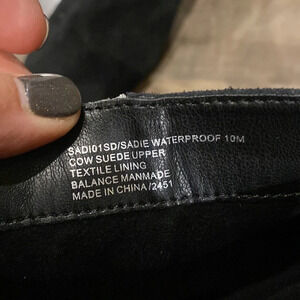 SADI01SD/SADIE WATERPROOF 10M
COW SUEDE UPPER
TEXTILE LINING
BALANCE MANMADE
MADE IN CHINA/2451